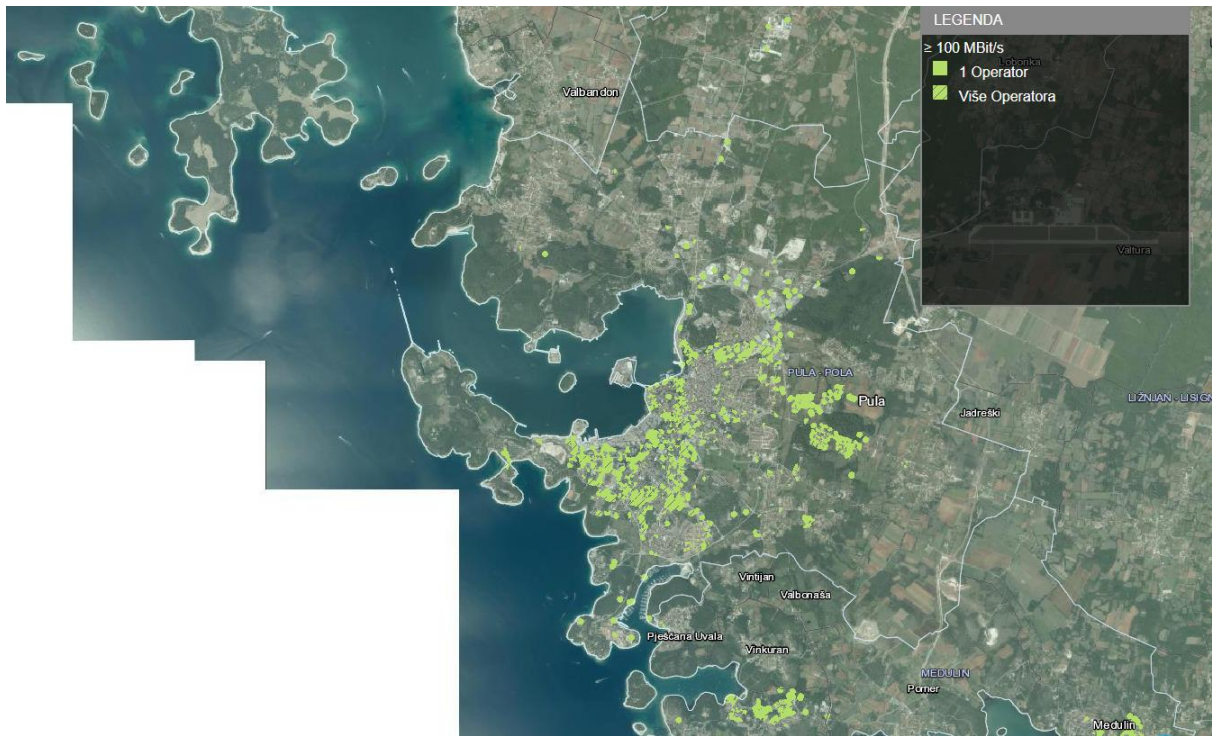 LEGENDA
≥ 100 MBit/s
1 Operator
Više Operatora
Loborika
Valtura
Valbandon
PULA - POLA
Pula
LIŽNJAN - LISIGN
Jadreški
Vintijan
Valbonaša
Pješčana Uvala
Vinkuran
MEDULIN
Pomer
Medulin